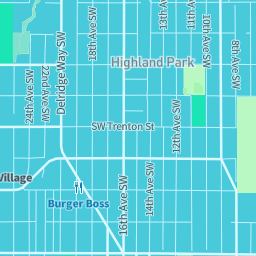 18th Ave SW
13th Ave SW
11th Ave SW
10th Ave SW
8th Ave SW
Highland Park
24th Ave SW
22nd Ave SW
Delridge Way SW
SW Trenton St
12th Ave SW
Village
Burger Boss
16th Ave SW
14th Ave SW